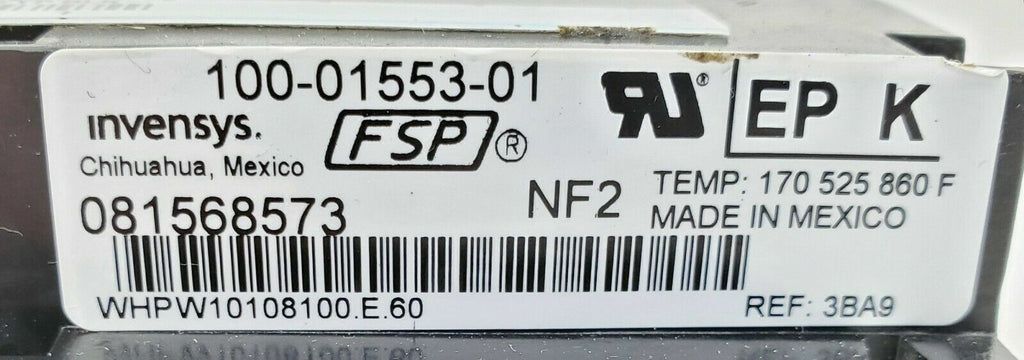 100-01553-01
invensys.
FSP®
EP K
Chihuahua, Mexico
TEMP: 170 525 860 F
081568573
NF2
MADE IN MEXICO
WHPW10108100.E.60
REF: 3BA9